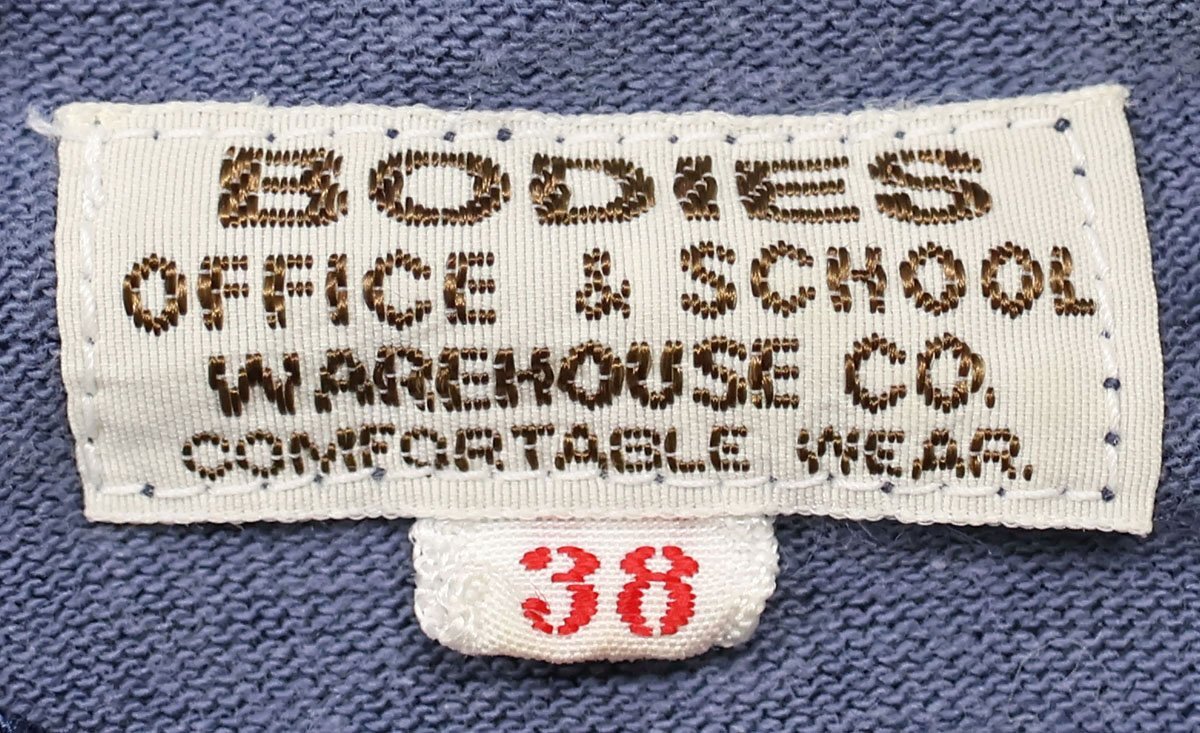 BODIES
OFFICE & SCHOOL
WAREHOUSE CO.
COMFORTABLE WEAR.
38